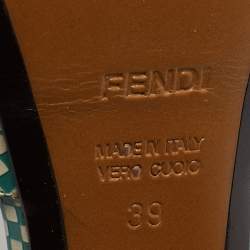 FENDI
MADE IN ITALY
VERO CUOIO
39